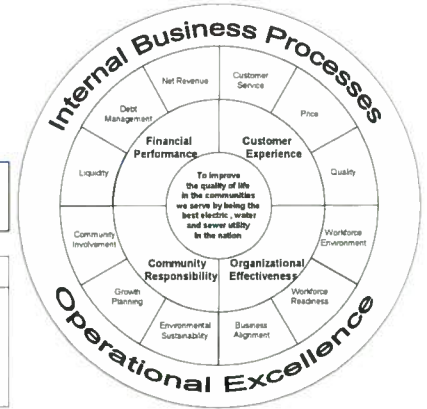 Internal Business Processes
Net Revenue
Customer
Service
Debt
Management
Price
Liquidity
Quality
Financial
Performance
Customer
Experience
To improve
the quality of life
in the communities
we serve by being the
best electric, water
and sewer utility
in the nation
Community
Involvement
Workforce
Environment
Community
Responsibility
Organizational
Effectiveness
Growth
Planning
Workforce
Readiness
Environmental
Sustainability
Business
Alignment
Operational Excellence